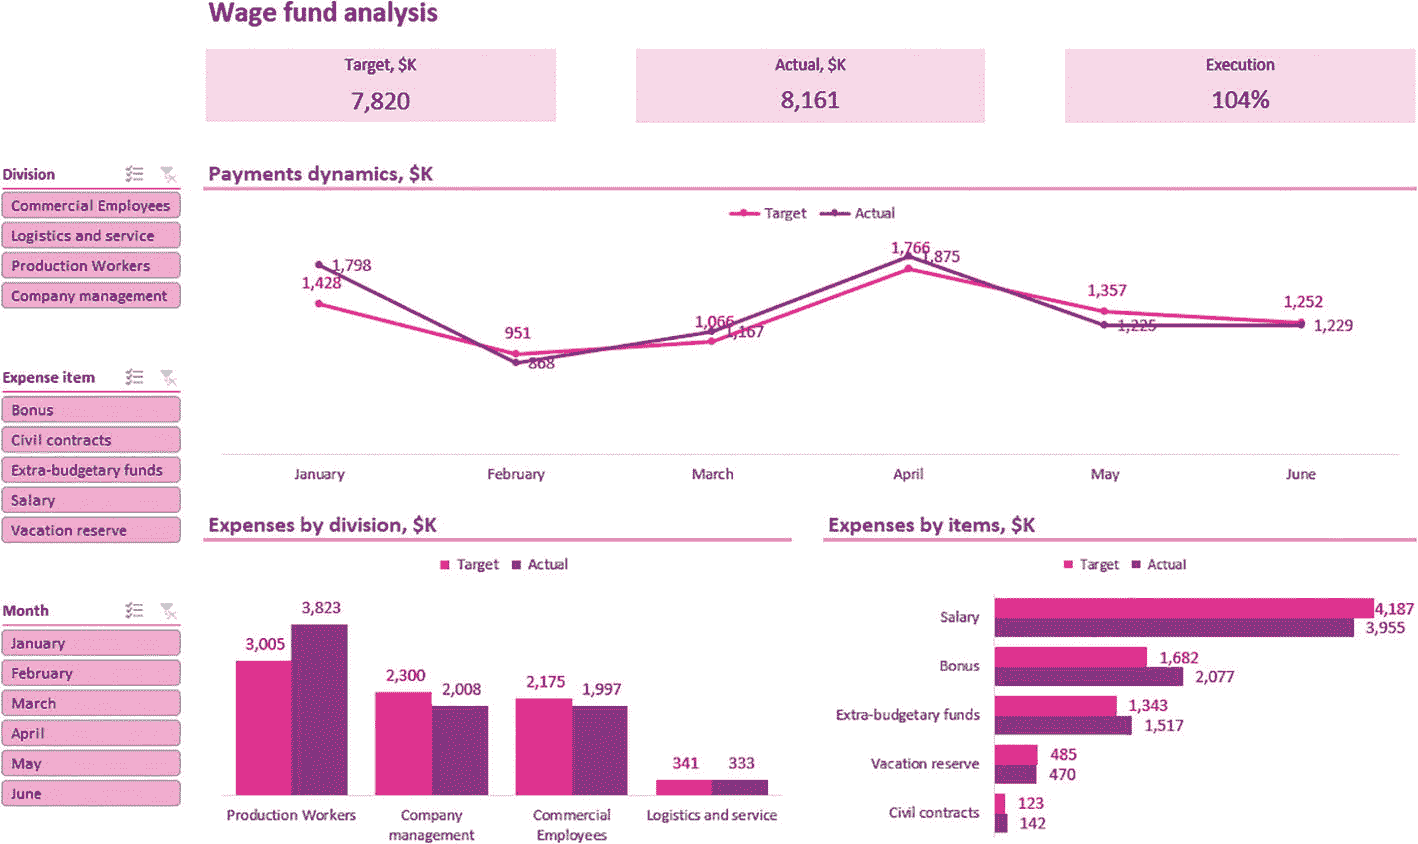 Wage fund analysis
Target, $K
7,820
Actual, $K
8,161
Execution
104%
Division
Commercial Employees
Logistics and service
Production Workers
Company management
Expense item
Bonus
Civil contracts
Extra-budgetary funds
Salary
Vacation reserve
Month
January
February
March
April
May
June
Payments dynamics, $K
Target Actual
1,798
1,428
951
868
1,066
1,167
1,766
1,875
1,357
1,225
1,252
1,229
January February March April May June
Expenses by division, $K
Target Actual
3,005 3,823
2,300 2,008
2,175 1,997
341 333
Production Workers
Company
management
Commercial
Employees
Logistics and service
Expenses by items, $K
Target Actual
Salary
4,187
3,955
Bonus
1,682
2,077
Extra-budgetary funds
1,343
1,517
Vacation reserve
485
470
Civil contracts
123
142